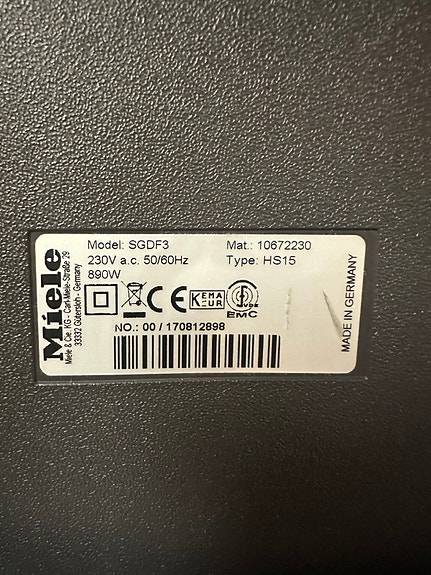 Miele
Miele & Cie. KG - Carl-Miele-Straße 29
33332 Gütersloh - Germany
Model: SGDF3
Mat.: 10672230
230V a.c. 50/60Hz
Type: HS15
890W
CE
KEMA
EUR
VDE
EMC
NO.: 00 / 170812898
MADE IN GERMANY